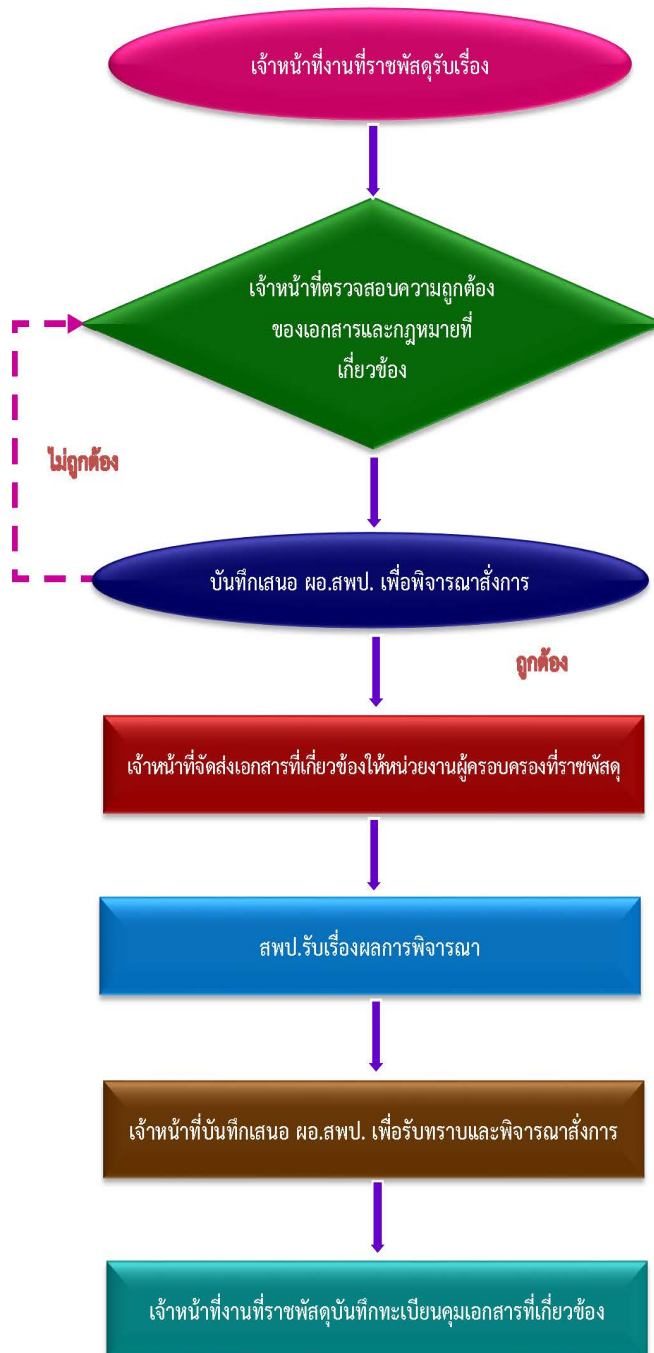 เจ้าหน้าที่งานที่ราชพัสดุรับเรื่อง
เจ้าหน้าที่ตรวจสอบความถูกต้อง
ของเอกสารและกฎหมายที่
เกี่ยวข้อง
ไม่ถูกต้อง
บันทึกเสนอ ผอ.สพป. เพื่อพิจารณาสั่งการ
ถูกต้อง
เจ้าหน้าที่จัดส่งเอกสารที่เกี่ยวข้องให้หน่วยงานผู้ครอบครองที่ราชพัสดุ
สพป.รับเรื่องผลการพิจารณา
เจ้าหน้าที่บันทึกเสนอ ผอ.สพป. เพื่อรับทราบและพิจารณาสั่งการ
เจ้าหน้าที่งานที่ราชพัสดุบันทึกทะเบียนคุมเอกสารที่เกี่ยวข้อง